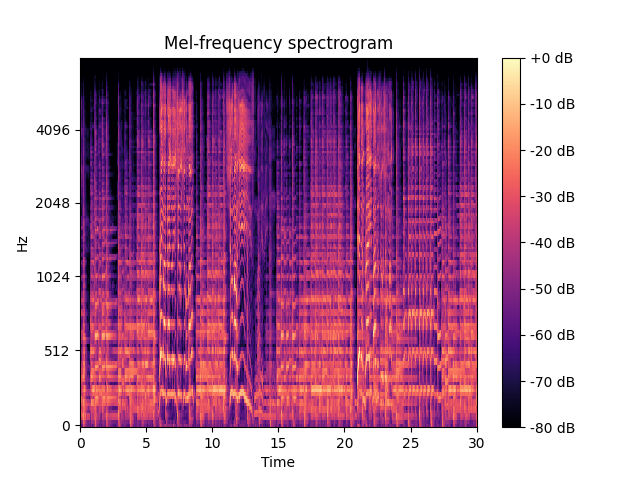 Mel-frequency spectrogram
+0 dB
-10 dB
-20 dB
-30 dB
-40 dB
-50 dB
-60 dB
-70 dB
-80 dB
Hz
4096
2048
1024
512
0
0 5 10 15 20 25 30
Time